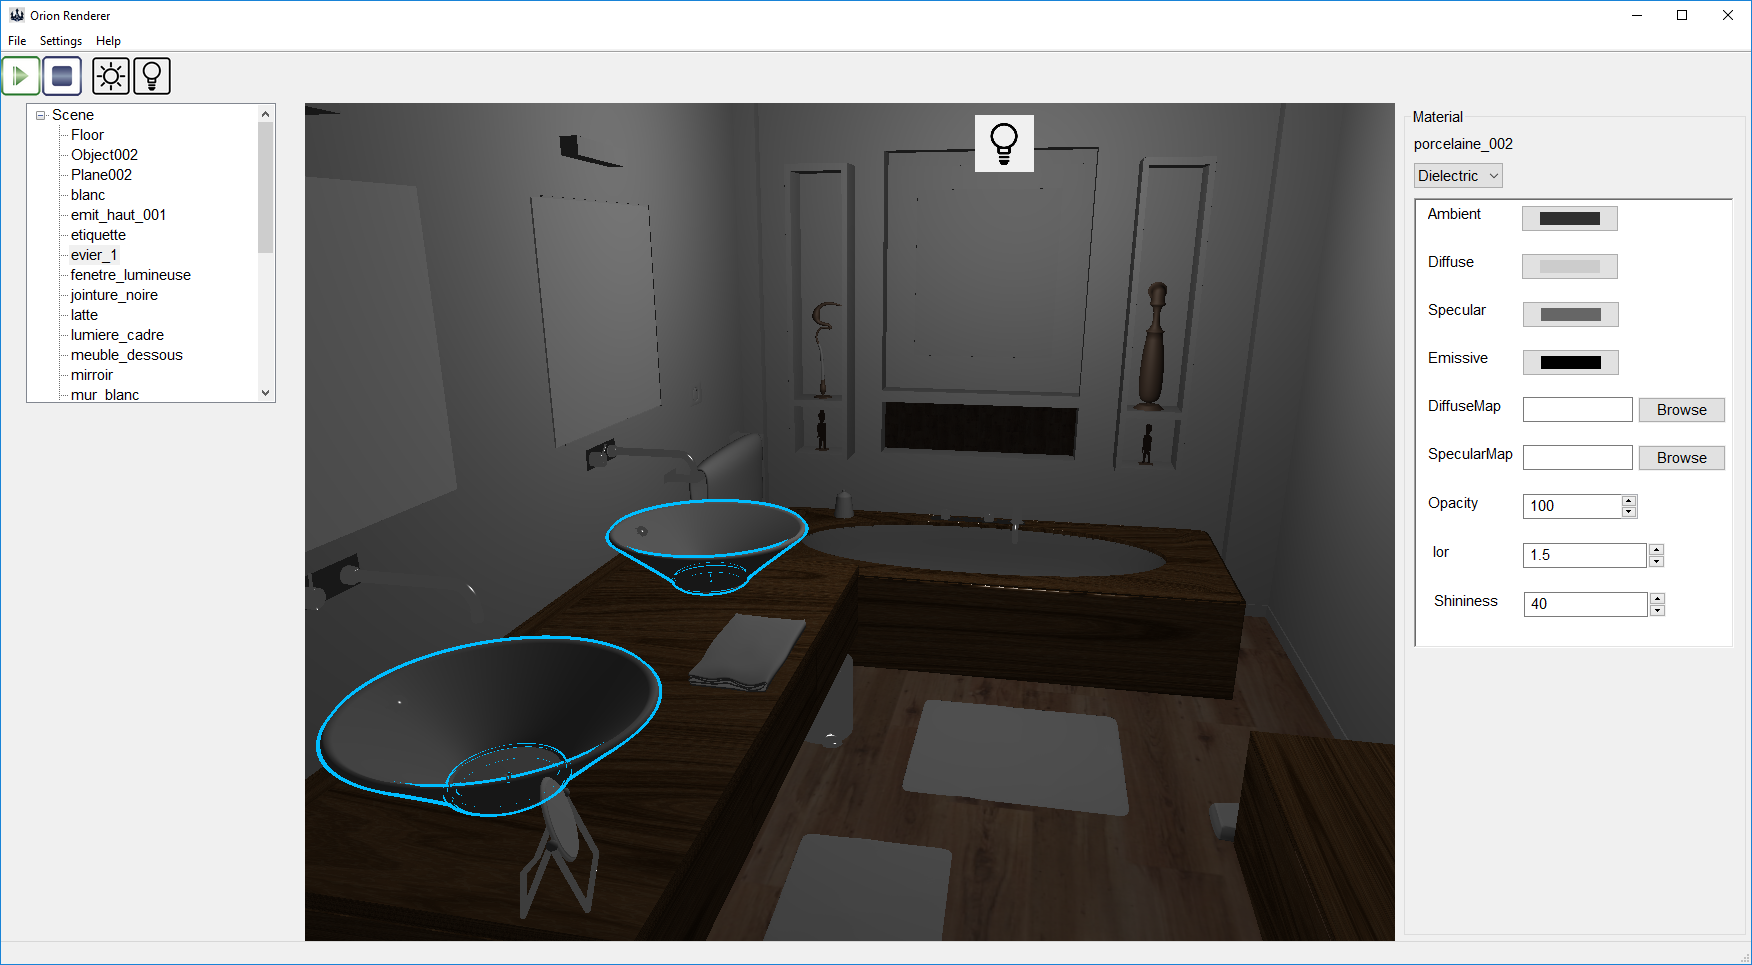 Orion Renderer
File Settings Help
Scene
Floor
Object002
Plane002
blanc
emit_haut_001
etiquette
evier_1
fenetre_lumineuse
jointure_noire
latte
lumiere_cadre
meuble_dessous
mirroir
mur_blanc
Material
porcelaine_002
Dielectric
Ambient
Diffuse
Specular
Emissive
DiffuseMap Browse
SpecularMap Browse
Opacity 100
Ior 1.5
Shininess 40